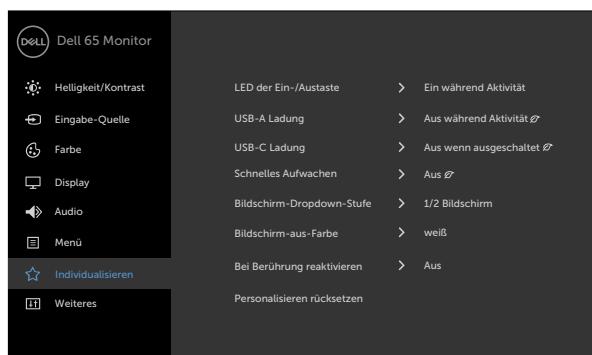 DELL Dell 65 Monitor
Helligkeit/Kontrast
Eingabe-Quelle
Farbe
Display
Audio
Menü
Individualisieren
Weiteres
LED der Ein-/Austaste > Ein während Aktivität
USB-A Ladung > Aus während Aktivität
USB-C Ladung > Aus wenn ausgeschaltet
Schnelles Aufwachen > Aus
Bildschirm-Dropdown-Stufe > 1/2 Bildschirm
Bildschirm-aus-Farbe > weiß
Bei Berührung reaktivieren > Aus
Personalisieren rücksetzen